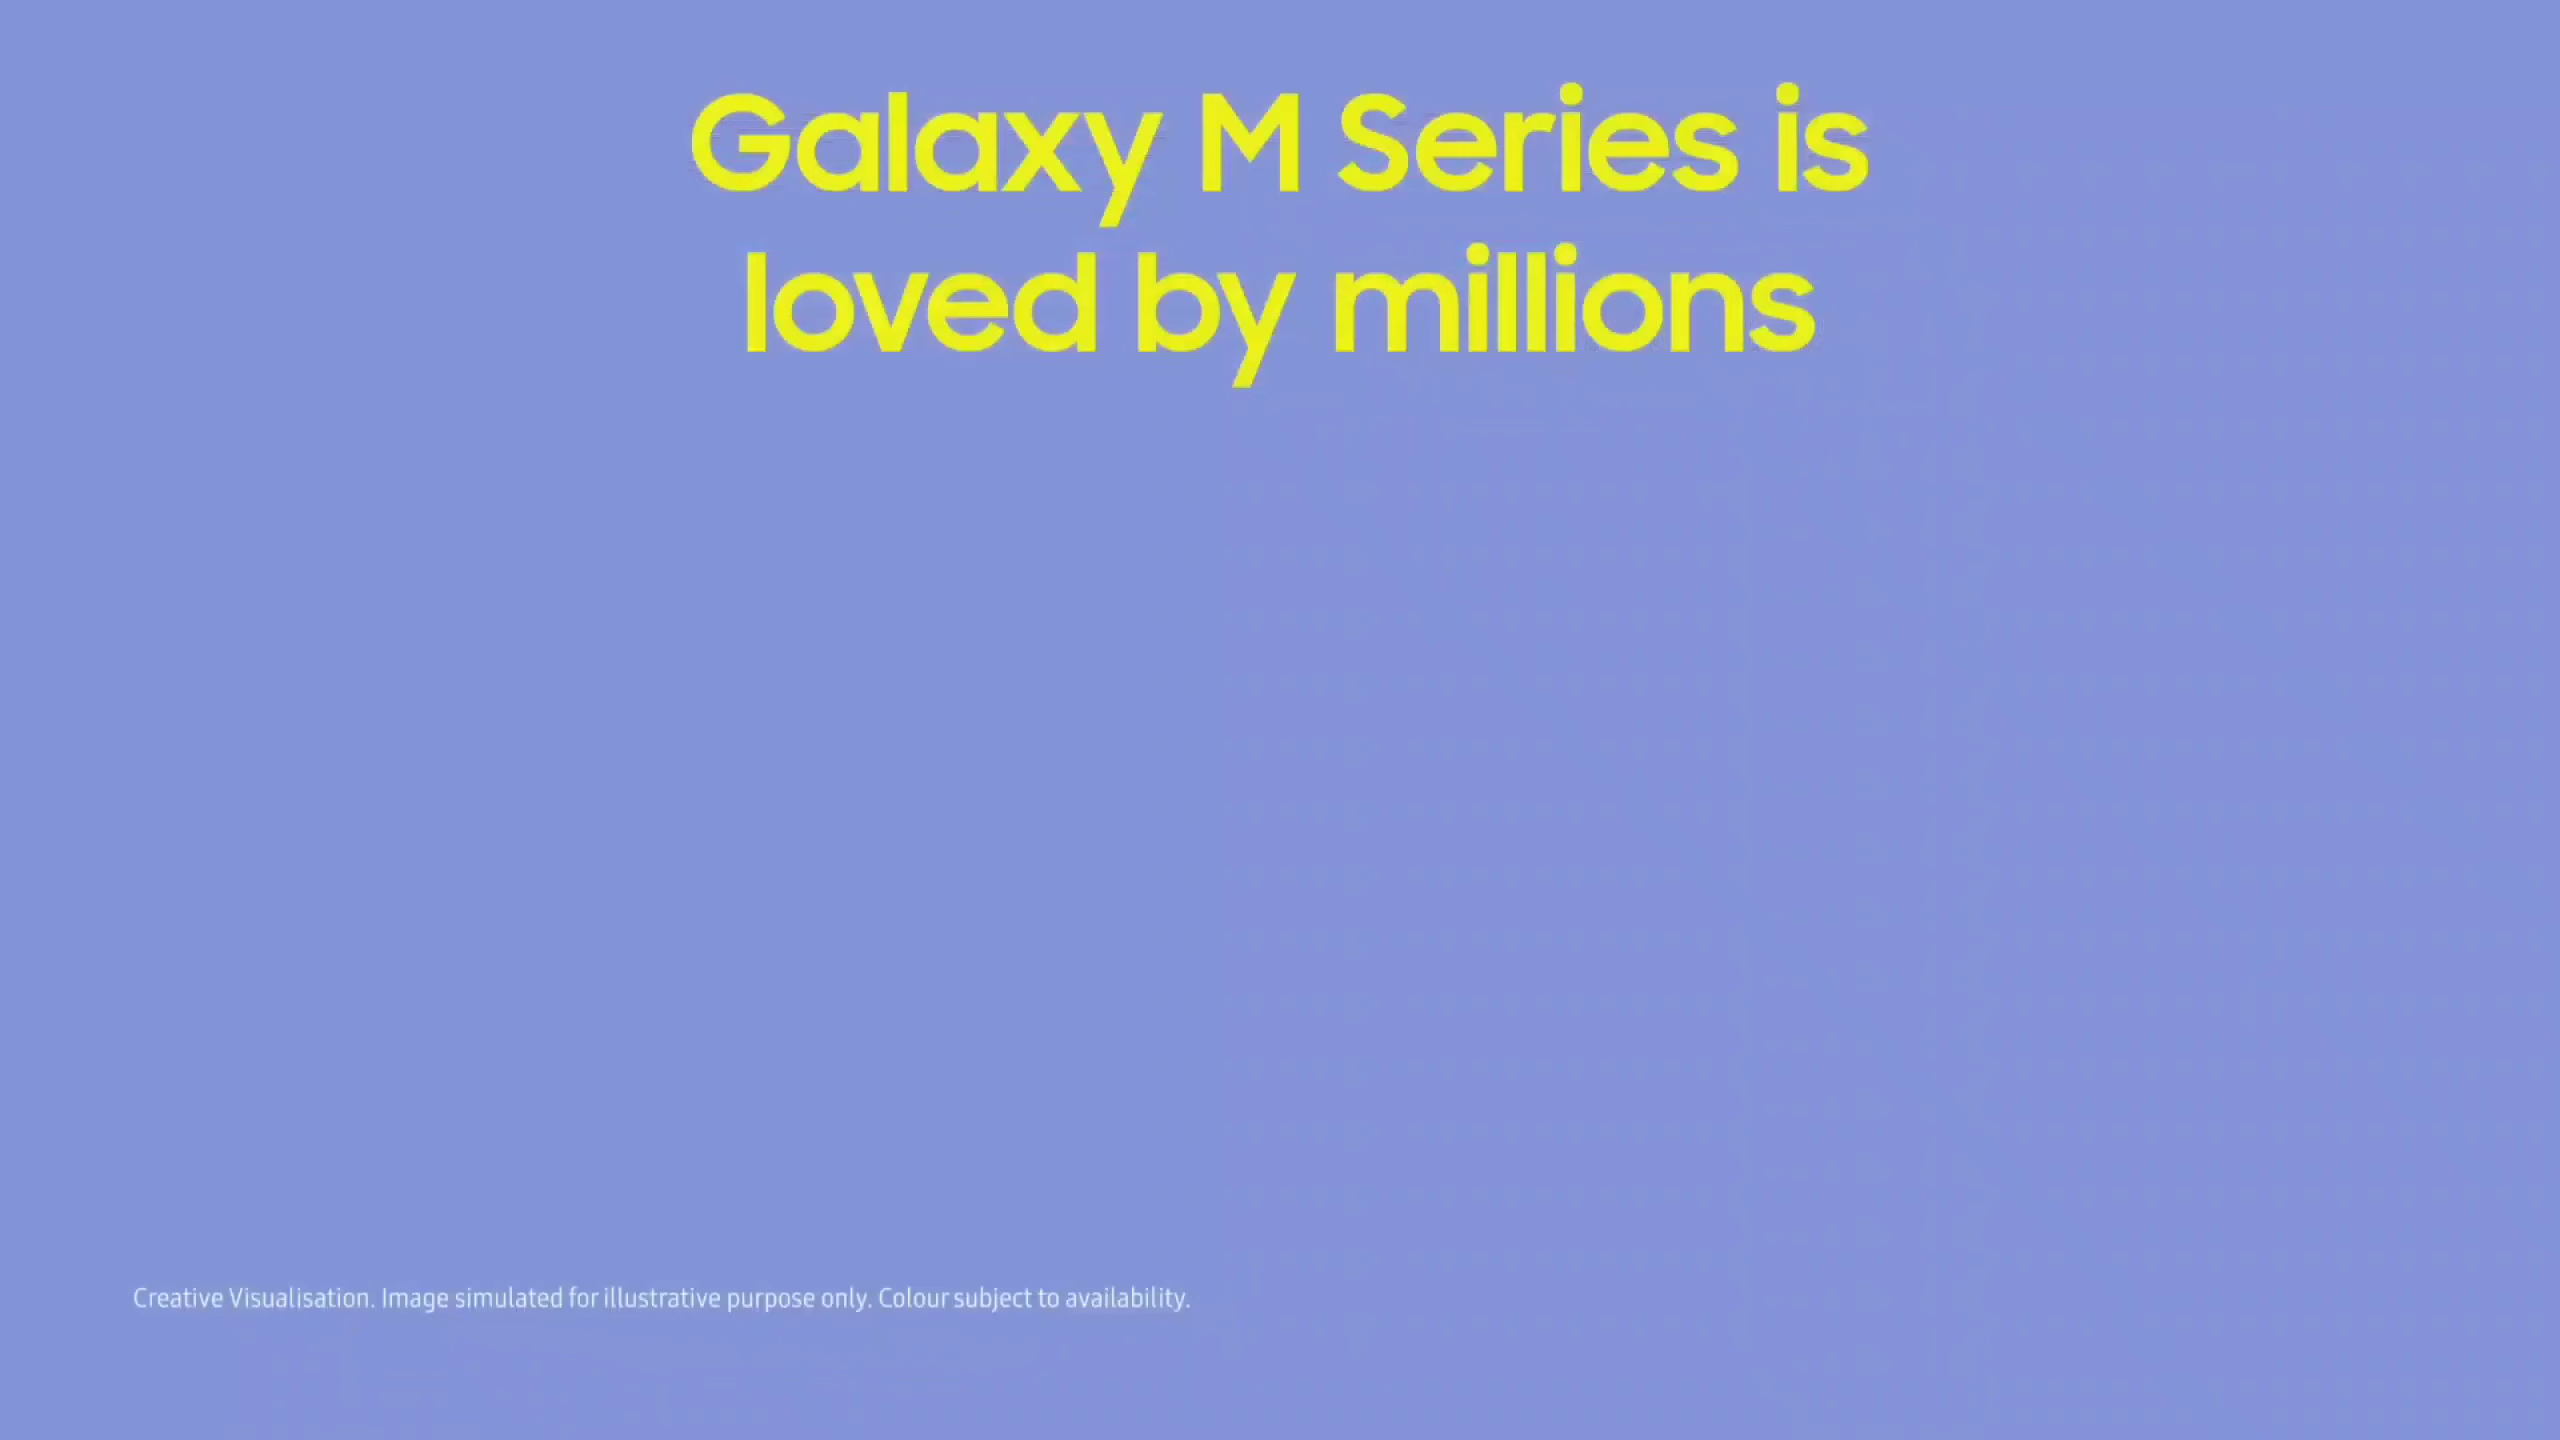 Galaxy M Series is
loved by millions
Creative Visualisation. Image simulated for illustrative purpose only. Colour subject to availability.